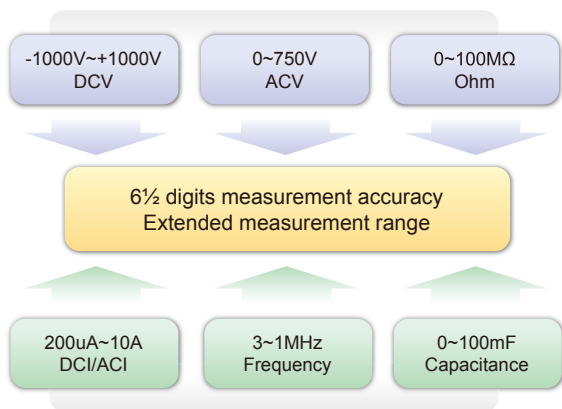 -1000V~+1000V
DCV
0~750V
ACV
0~100MΩ
Ohm
6½ digits measurement accuracy
Extended measurement range
200uA~10A
DCI/ACI
3~1MHz
Frequency
0~100mF
Capacitance